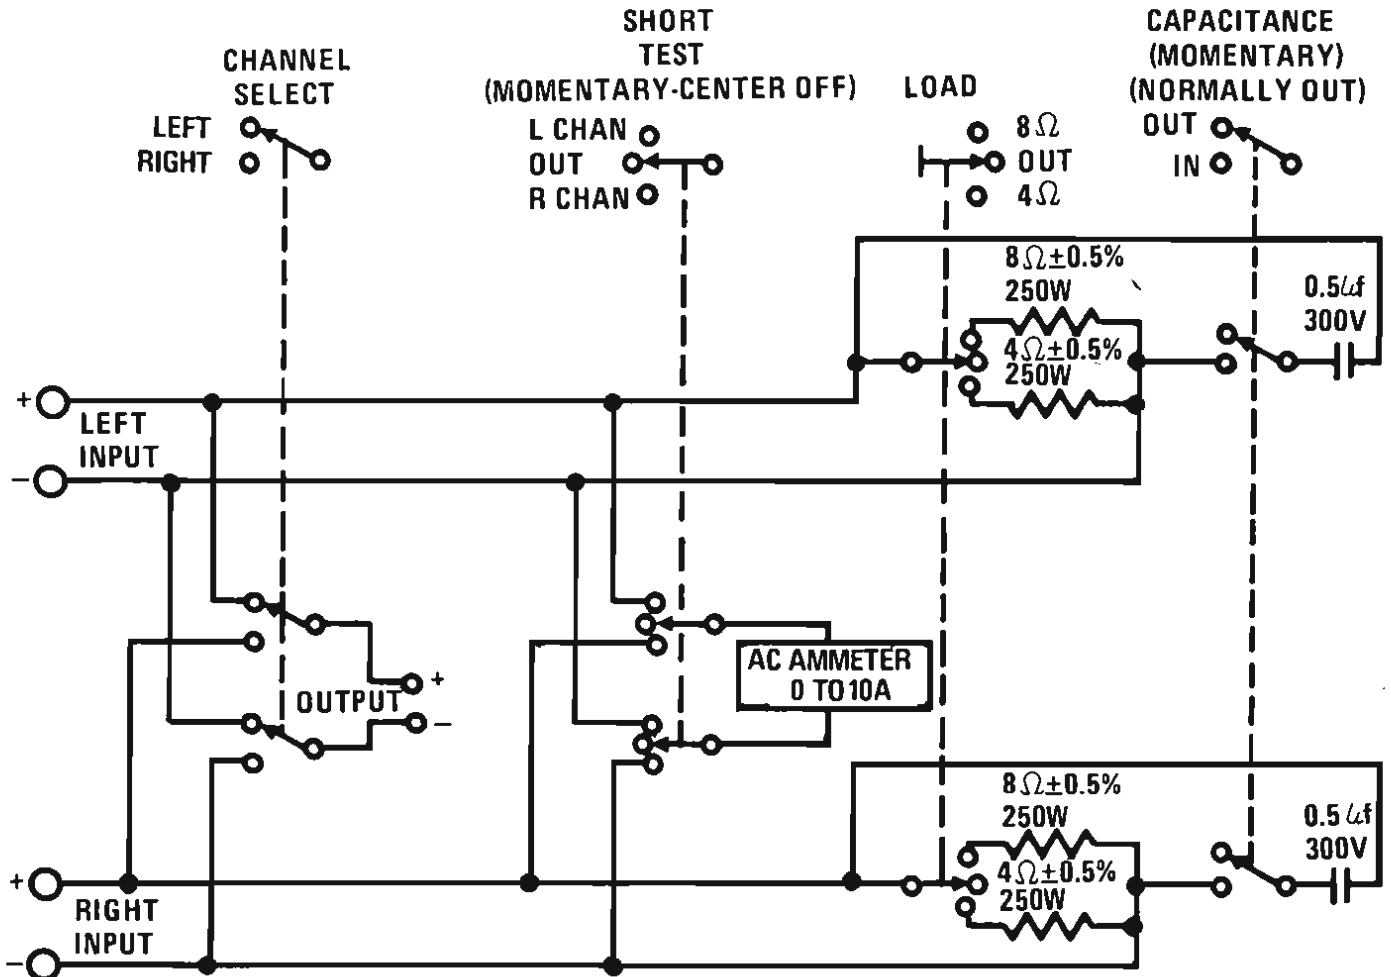 CHANNEL
SELECT
LEFT
RIGHT
SHORT
TEST
(MOMENTARY-CENTER OFF)
L CHAN
OUT
R CHAN
LOAD
8Ω
OUT
4Ω
CAPACITANCE
(MOMENTARY)
(NORMALLY OUT)
OUT
IN
8Ω±0.5%
250W
4Ω±0.5%
250W
0.5µf
300V
+
LEFT
INPUT
−
OUTPUT
+
−
AC AMMETER
0 TO 10A
8Ω±0.5%
250W
4Ω±0.5%
250W
0.5 µf
300V
+
RIGHT
INPUT
−